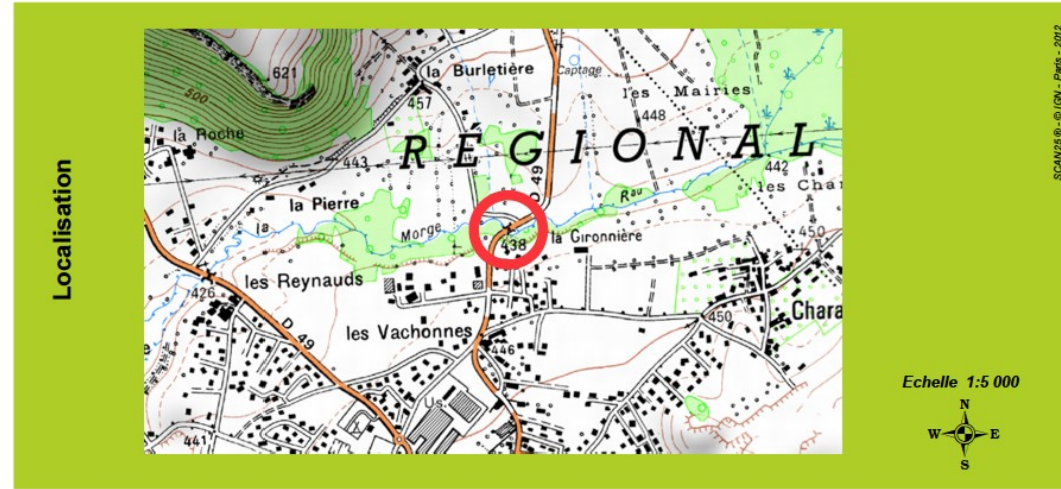 Localisation
SCAN25 ® - © IGN - Paris - 2012
621
la Burletière
Captage
500
457
les Mairies
448
la Roche
RÉGIONAL
443
442
D 49
les Char
la Pierre
Rau
la
Morge
438
la Gironnière
450
les Reynauds
426
les Vachonnes
450
Chara
D 49
446
Echelle 1:5 000
Us.
N
W
E
S
441
e